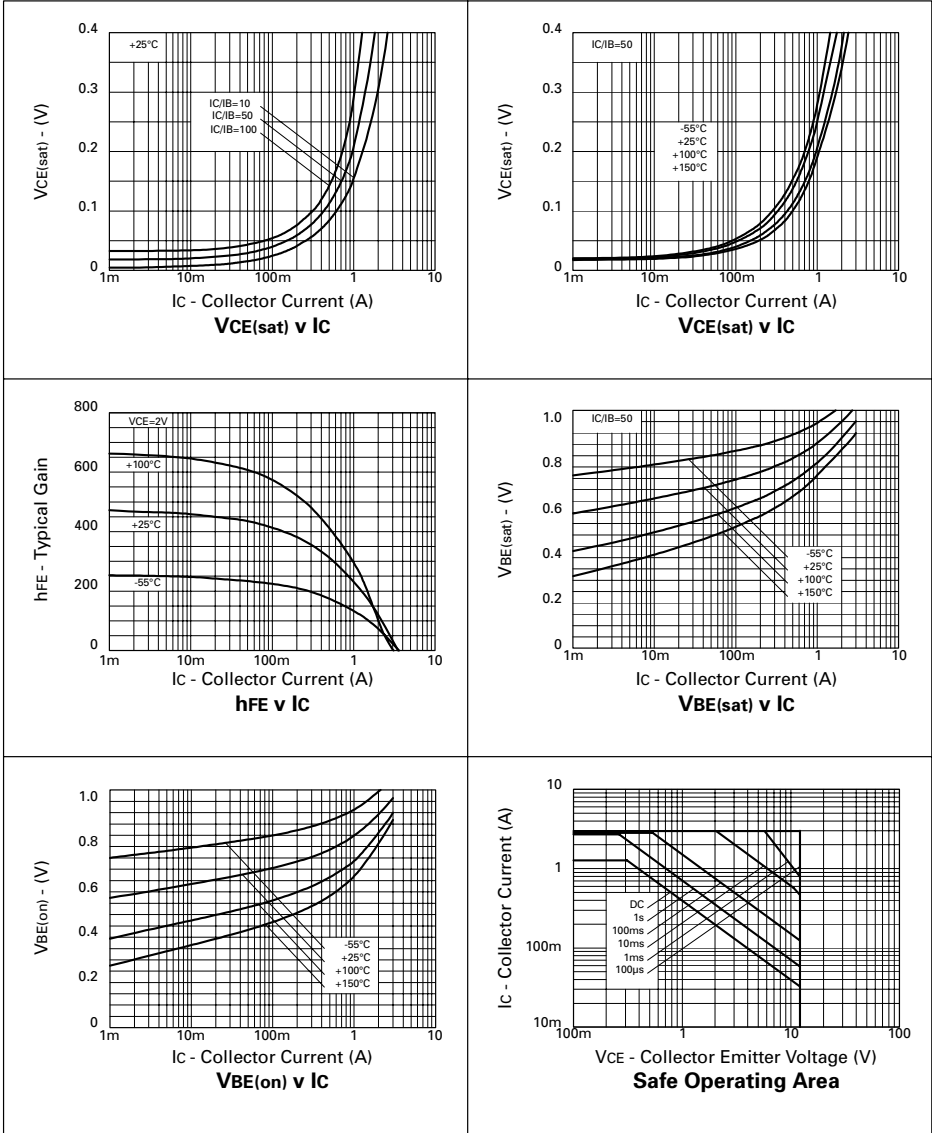 0.4
+25°C
0.3
IC/IB=10
IC/IB=50
IC/IB=100
0.2
0.1
0
VCE(sat) - (V)
1m 10m 100m 1 10
IC - Collector Current (A)
VCE(sat) v IC
0.4
IC/IB=50
0.3
-55°C
+25°C
+100°C
+150°C
0.2
0.1
0
VCE(sat) - (V)
1m 10m 100m 1 10
IC - Collector Current (A)
VCE(sat) v IC
800
VCE=2V
600
+100°C
400
+25°C
200
-55°C
0
hFE - Typical Gain
1m 10m 100m 1 10
IC - Collector Current (A)
hFE v IC
1.0
IC/IB=50
0.8
0.6
0.4
-55°C
+25°C
+100°C
+150°C
0.2
0
VBE(sat) - (V)
1m 10m 100m 1 10
IC - Collector Current (A)
VBE(sat) v IC
1.0
0.8
0.6
0.4
-55°C
+25°C
+100°C
+150°C
0.2
0
VBE(on) - (V)
1m 10m 100m 1 10
IC - Collector Current (A)
VBE(on) v IC
10
1
DC
1s
100ms
10ms
1ms
100µs
100m
10m
IC - Collector Current (A)
100m 1 10 100
VCE - Collector Emitter Voltage (V)
Safe Operating Area